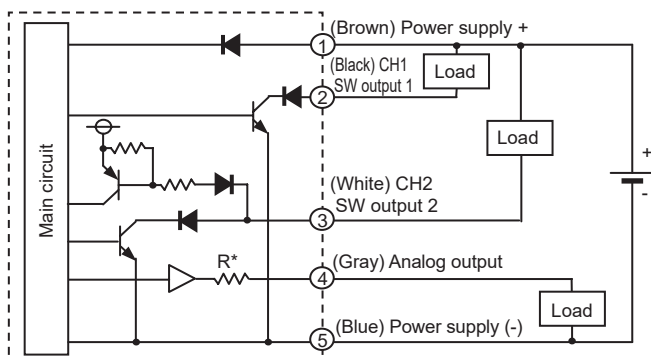 (Brown) Power supply +
1
(Black) CH1
SW output 1
2
Load
Load
Main circuit
+
-
(White) CH2
SW output 2
3
R*
(Gray) Analog output
4
Load
(Blue) Power supply (-)
5